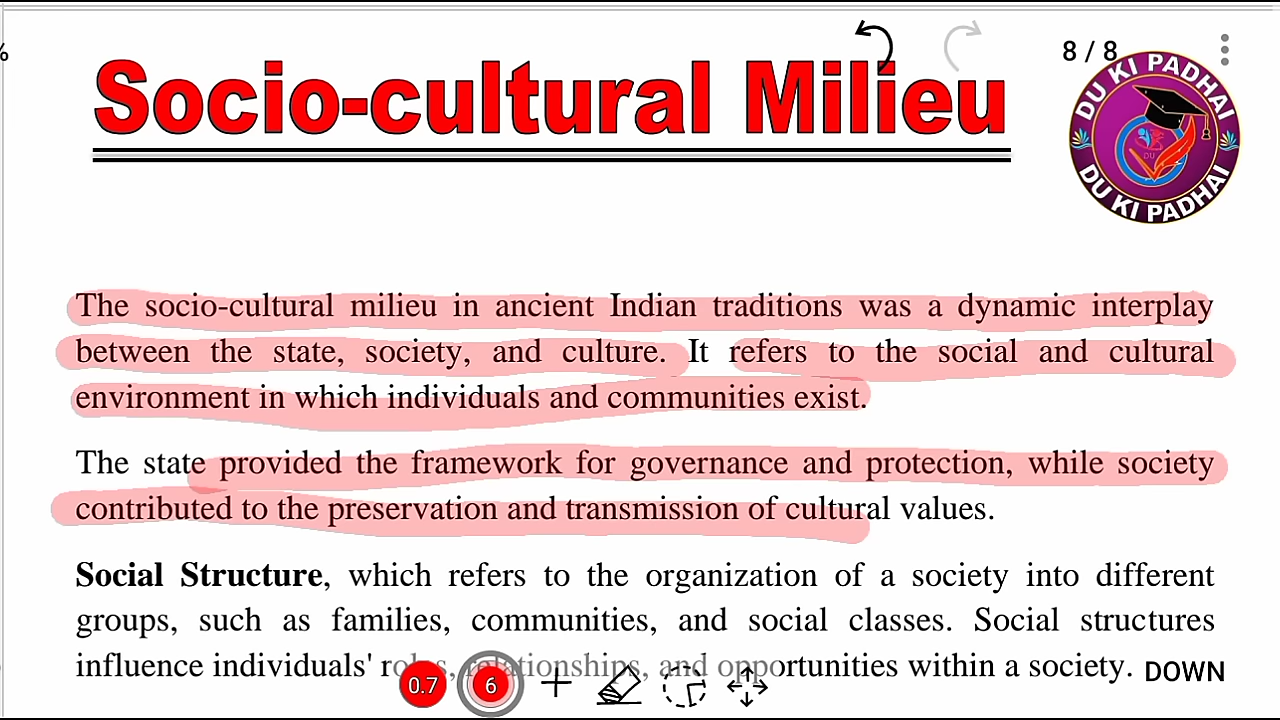 %
8 / 8
Socio-cultural Milieu
DU KI PADHAI
DU
DU KI PADHAI
The socio-cultural milieu in ancient Indian traditions was a dynamic interplay
between the state, society, and culture. It refers to the social and cultural
environment in which individuals and communities exist.
The state provided the framework for governance and protection, while society
contributed to the preservation and transmission of cultural values.
Social Structure, which refers to the organization of a society into different
groups, such as families, communities, and social classes. Social structures
influence individuals' roles, relationships, and opportunities within a society.
DOWN
0.7
6